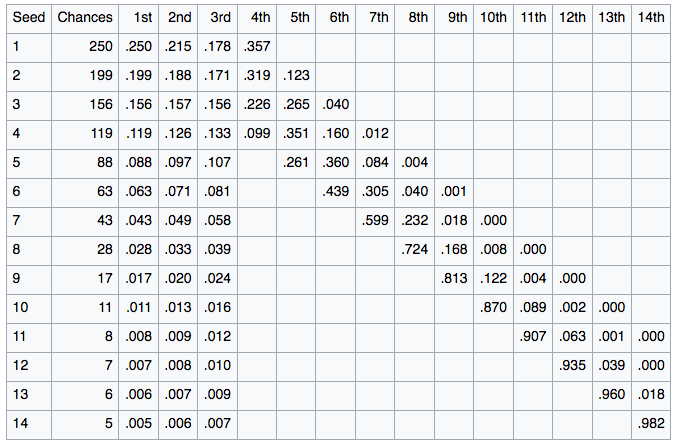 Seed Chances 1st 2nd 3rd 4th 5th 6th 7th 8th 9th 10th 11th 12th 13th 14th
1 250 .250 .215 .178 .357
2 199 .199 .188 .171 .319 .123
3 156 .156 .157 .156 .226 .265 .040
4 119 .119 .126 .133 .099 .351 .160 .012
5 88 .088 .097 .107 .261 .360 .084 .004
6 63 .063 .071 .081 .439 .305 .040 .001
7 43 .043 .049 .058 .599 .232 .018 .000
8 28 .028 .033 .039 .724 .168 .008 .000
9 17 .017 .020 .024 .813 .122 .004 .000
10 11 .011 .013 .016 .870 .089 .002 .000
11 8 .008 .009 .012 .907 .063 .001 .000
12 7 .007 .008 .010 .935 .039 .000
13 6 .006 .007 .009 .960 .018
14 5 .005 .006 .007 .982